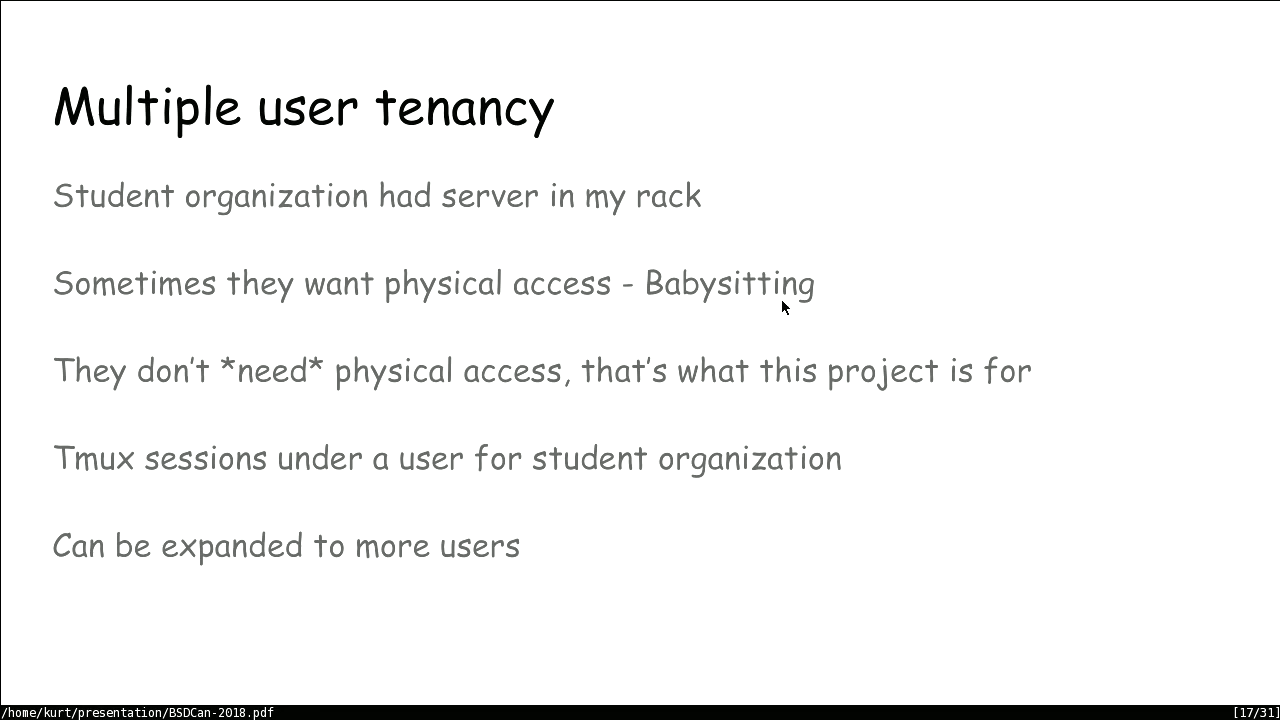 Multiple user tenancy
Student organization had server in my rack
Sometimes they want physical access - Babysitting
They don’t *need* physical access, that’s what this project is for
Tmux sessions under a user for student organization
Can be expanded to more users
/home/kurt/presentation/BSDCan-2018.pdf [17/31]